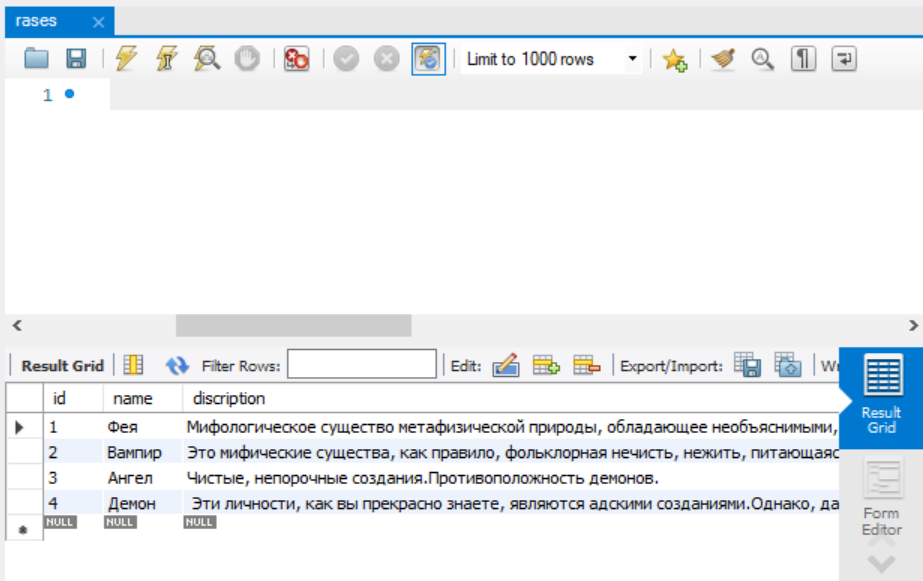 rases
Limit to 1000 rows
1
Result Grid Filter Rows: Edit: Export/Import:
id name discription
1 Фея Мифологическое существо метафизической природы, обладающее необъяснимыми,
2 Вампир Это мифические существа, как правило, фольклорная нечисть, нежить,
3 Ангел Чистые, непорочные создания.Противоположность демонов.
4 Демон Эти личности, как вы прекрасно знаете, являются адскими созданиями.Однако,
NULL NULL NULL
Result
Grid
Form
Editor